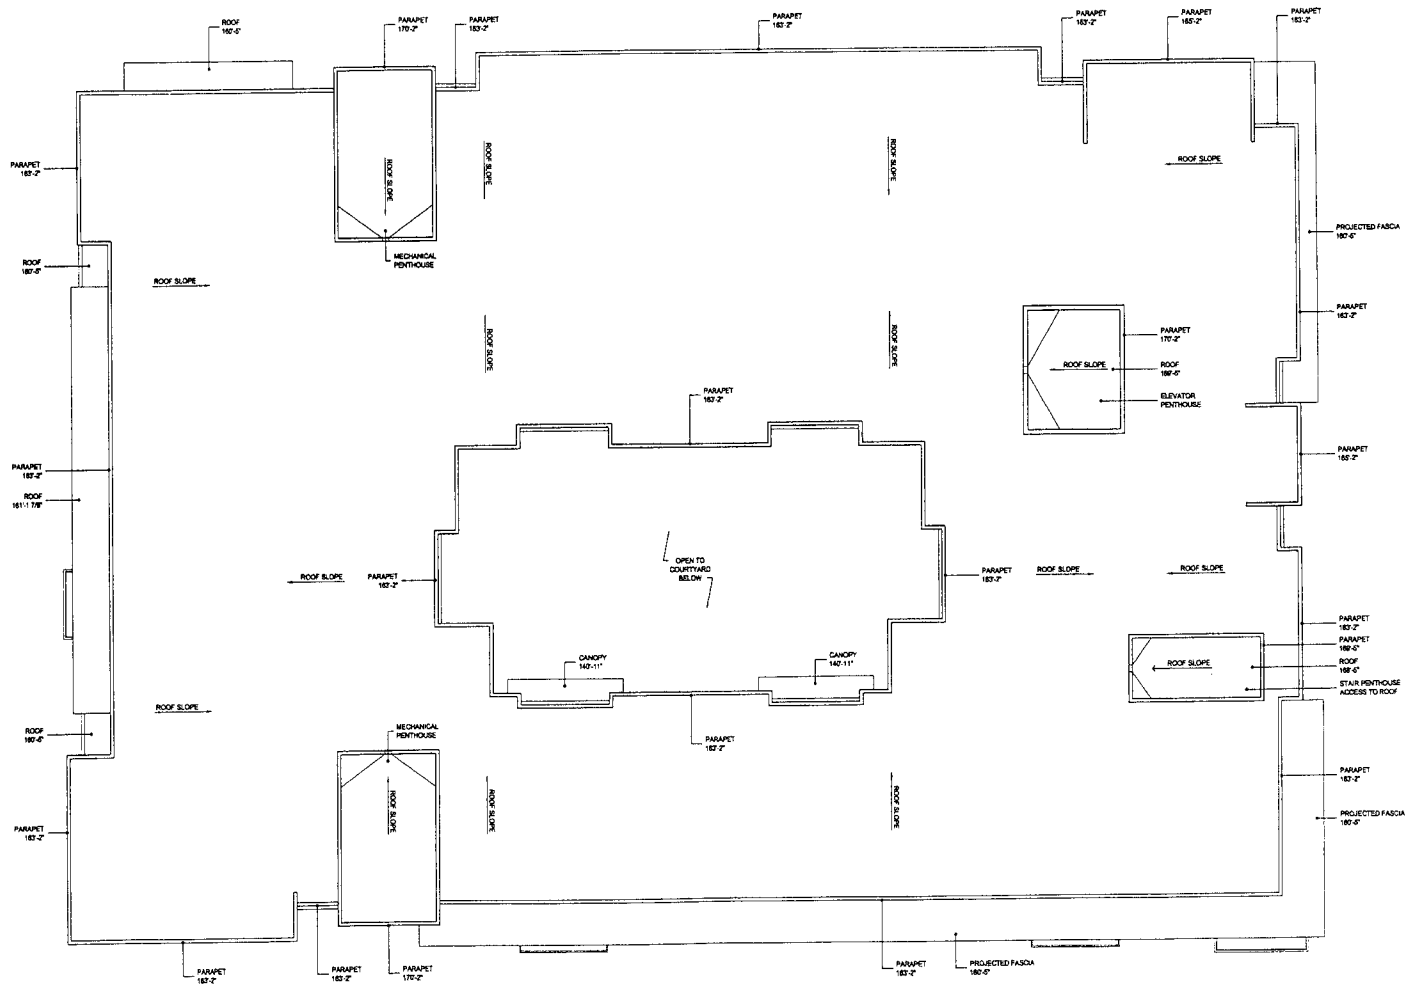 ROOF
160'-5"
PARAPET
170'-2"
PARAPET
163'-2"
PARAPET
163'-2"
PARAPET
163'-2"
PARAPET
165'-2"
PARAPET
163'-2"
PARAPET
163'-2"
ROOF SLOPE
ROOF SLOPE
ROOF SLOPE
ROOF SLOPE
PROJECTED FASCIA
160'-5"
MECHANICAL
PENTHOUSE
ROOF
160'-5"
ROOF SLOPE
PARAPET
163'-2"
ROOF SLOPE
ROOF SLOPE
PARAPET
170'-2"
ROOF SLOPE
ROOF
169'-5"
ELEVATOR
PENTHOUSE
PARAPET
163'-2"
PARAPET
163'-2"
ROOF
161'-1 7/8"
PARAPET
165'-2"
OPEN TO
COURTYARD
BELOW
ROOF SLOPE
PARAPET
163'-2"
PARAPET
163'-2"
ROOF SLOPE
ROOF SLOPE
PARAPET
163'-2"
PARAPET
169'-5"
ROOF SLOPE
ROOF
168'-5"
STAIR PENTHOUSE
ACCESS TO ROOF
CANOPY
140'-11"
CANOPY
140'-11"
ROOF SLOPE
ROOF
160'-5"
MECHANICAL
PENTHOUSE
PARAPET
163'-2"
PARAPET
163'-2"
ROOF SLOPE
ROOF SLOPE
ROOF SLOPE
PROJECTED FASCIA
160'-5"
PARAPET
163'-2"
PARAPET
163'-2"
PARAPET
163'-2"
PARAPET
170'-2"
PARAPET
163'-2"
PROJECTED FASCIA
160'-5"